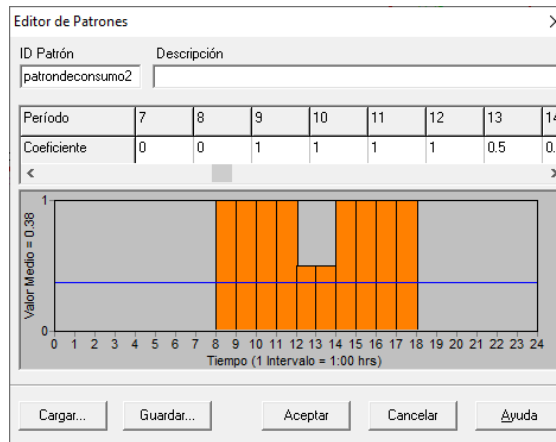 Editor de Patrones
ID Patrón Descripción
patrondeconsumo2
Período 7 8 9 10 11 12 13 14
Coeficiente 0 0 1 1 1 1 0.5 0.
1
Valor Medio = 0.38
0
0 1 2 3 4 5 6 7 8 9 10 11 12 13 14 15 16 17 18 19 20 21 22 23 24
Tiempo (1 Intervalo = 1:00 hrs)
Cargar... Guardar... Aceptar Cancelar Ayuda